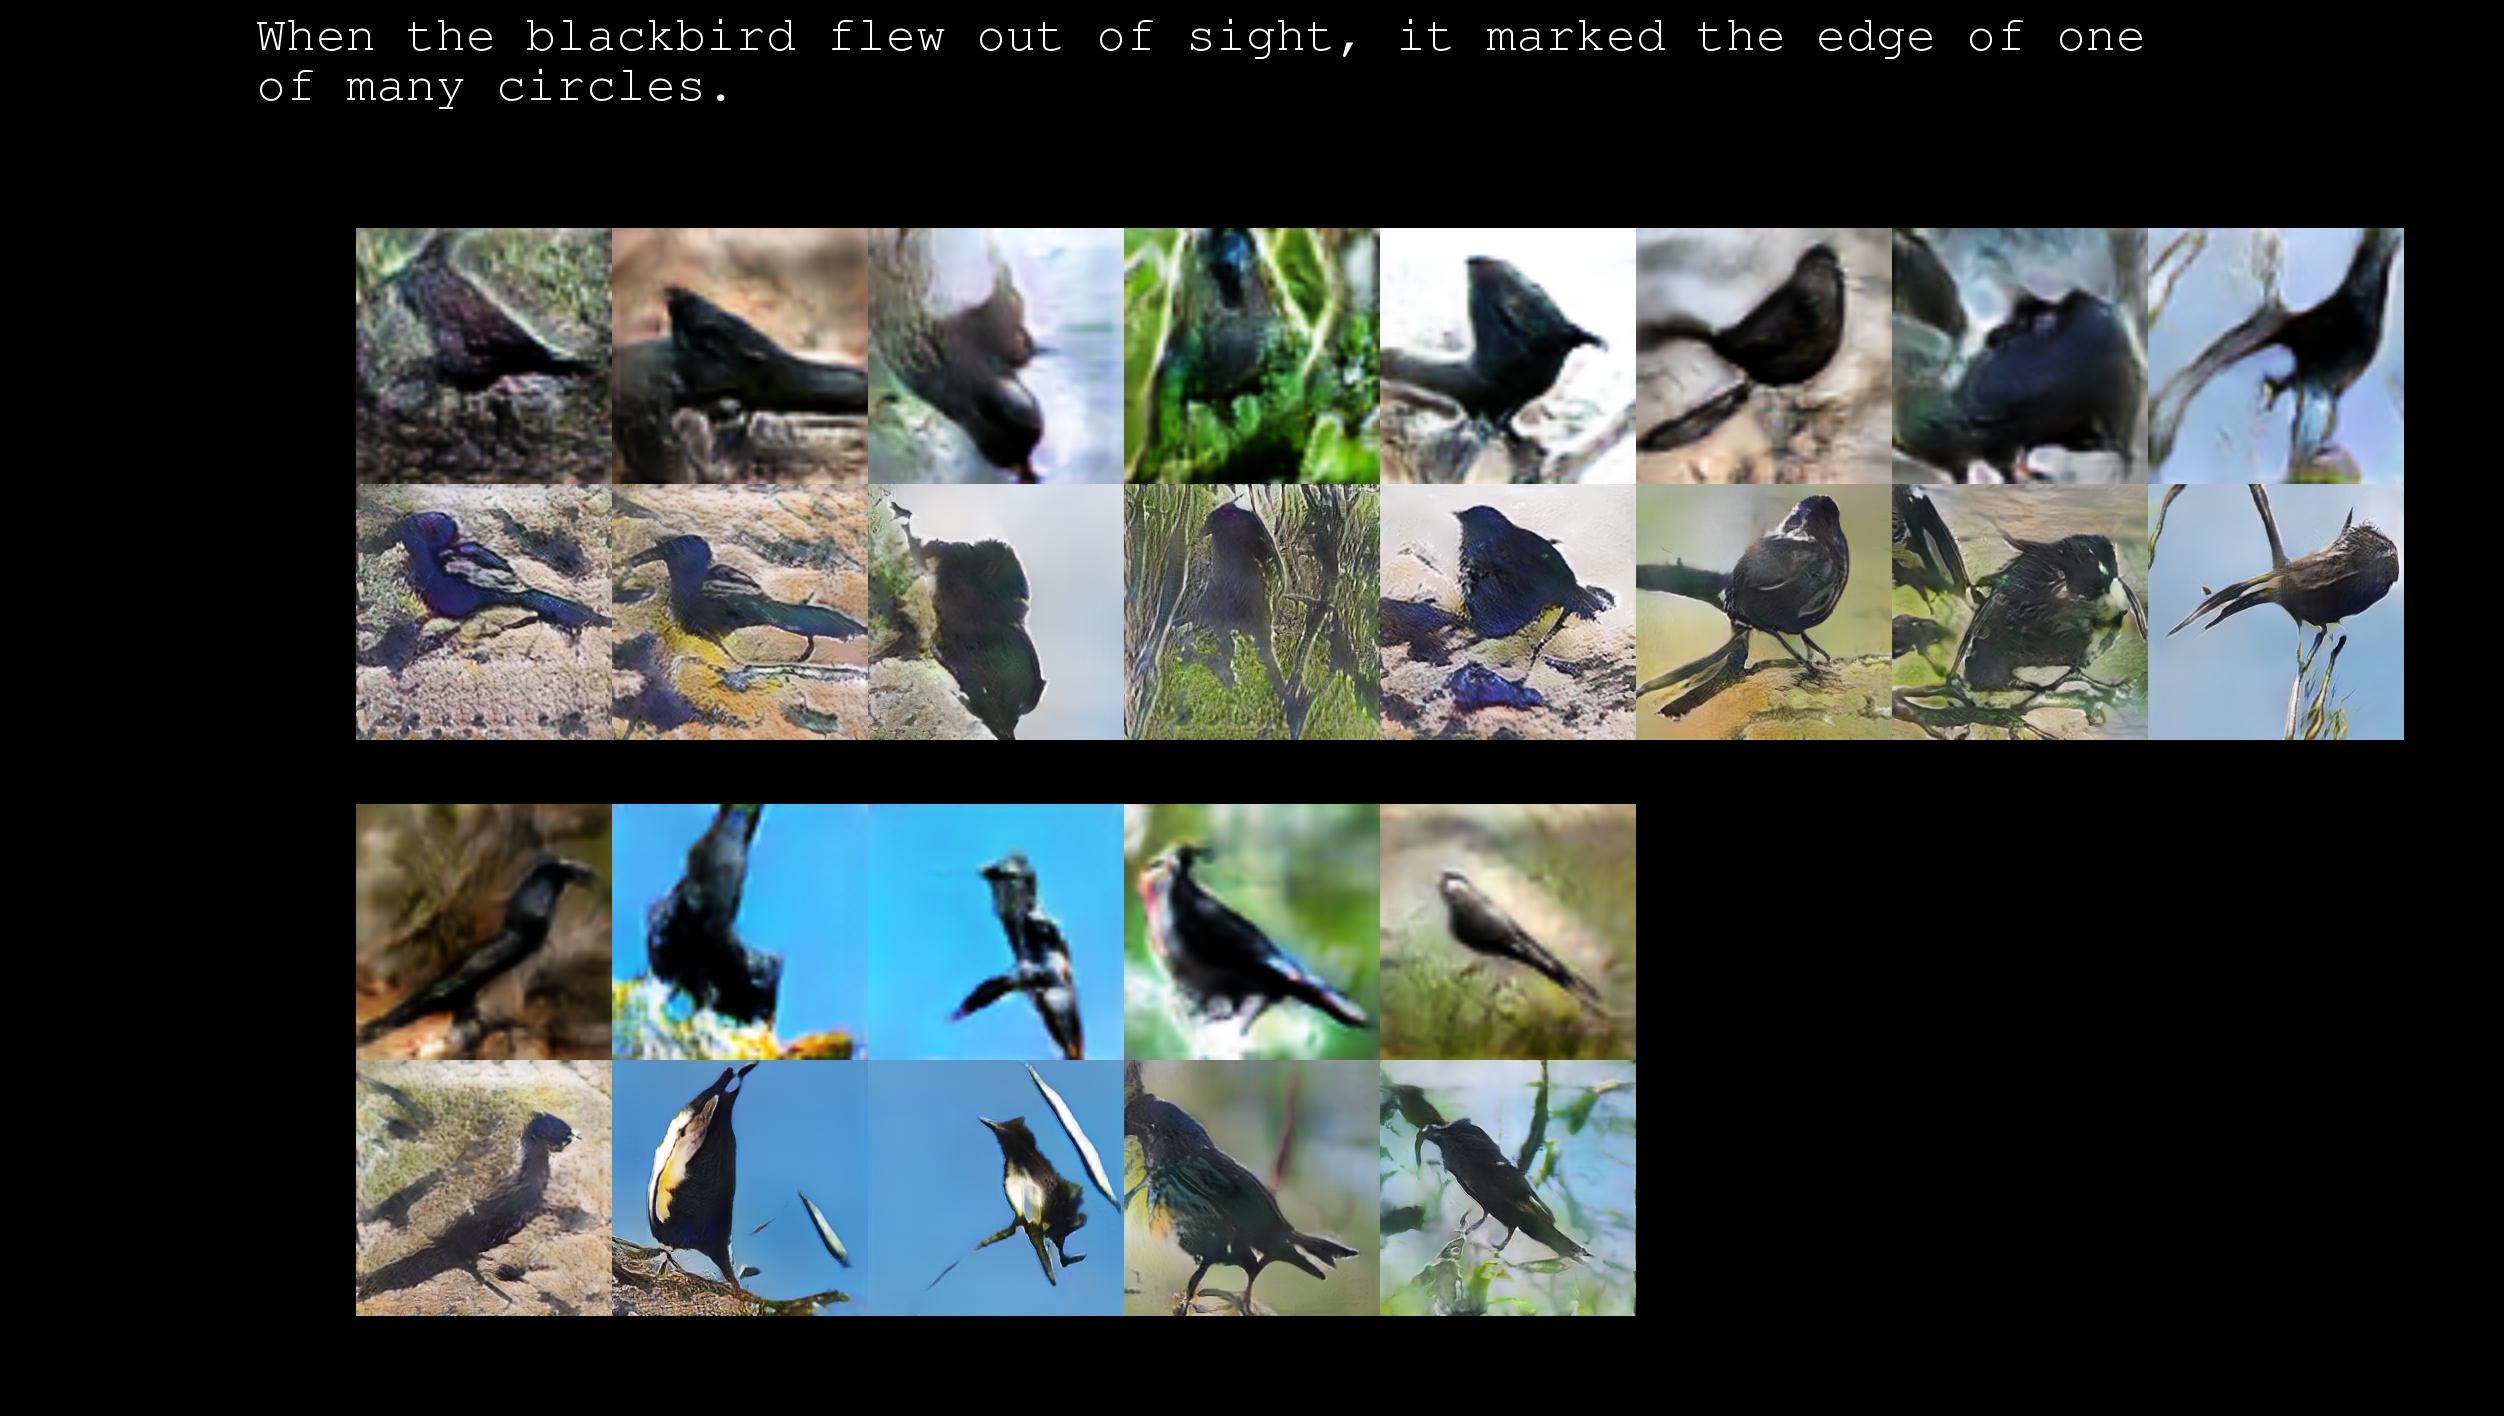 When the blackbird flew out of sight, it marked the edge of one
of many circles.